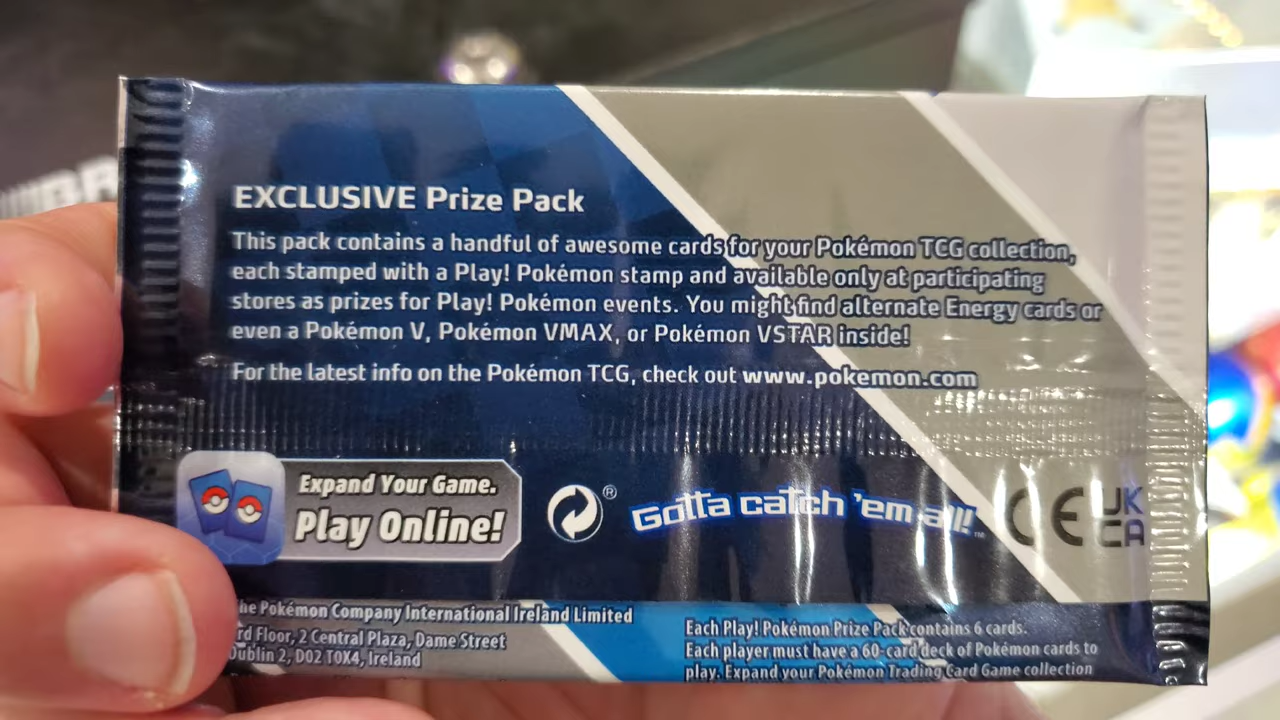 EXCLUSIVE Prize Pack
This pack contains a handful of awesome cards for your Pokémon TCG collection,
each stamped with a Play! Pokémon stamp and available only at participating
stores as prizes for Play! Pokémon events. You might find alternate Energy cards or
even a Pokémon V, Pokémon VMAX, or Pokémon VSTAR inside!
For the latest info on the Pokémon TCG, check out www.pokemon.com
Expand Your Game.
Play Online!
®
Gotta catch 'em all!™
CE
UK
CA
he Pokémon Company International Ireland Limited
rd Floor, 2 Central Plaza, Dame Street
Dublin 2, D02 T0X4, Ireland
Each Play! Pokémon Prize Pack contains 6 cards.
Each player must have a 60-card deck of Pokémon cards to
play. Expand your Pokémon Trading Card Game collection